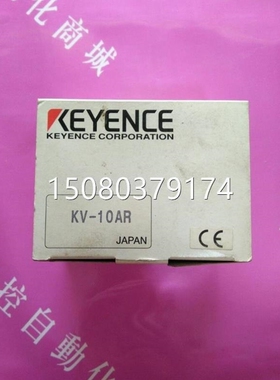 化商城
KEYENCE
KEYENCE CORPORATION
15080379174
KV-10AR
JAPAN
CE
控自動化